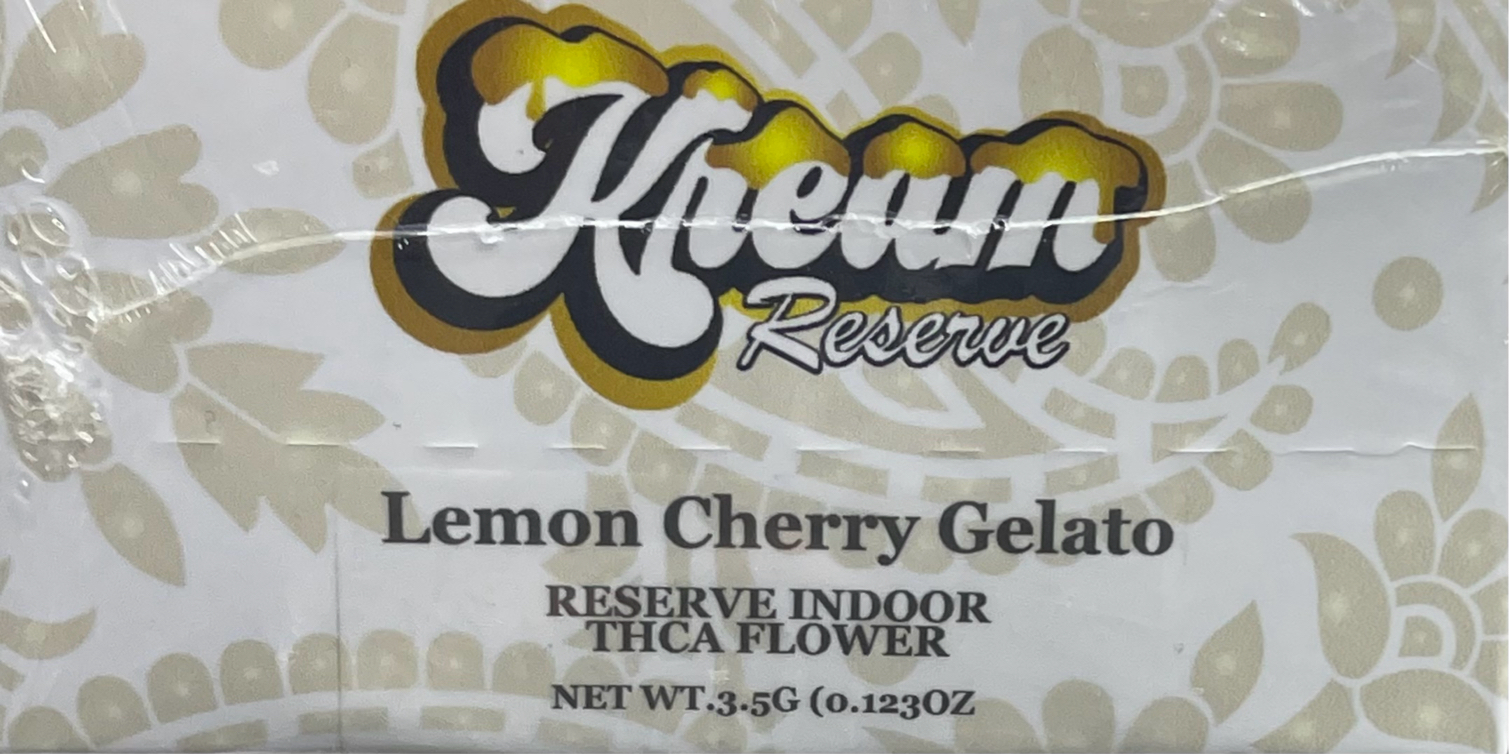 Kream
Reserve
Lemon Cherry Gelato
RESERVE INDOOR
THCA FLOWER
NET WT.3.5G (0.123OZ